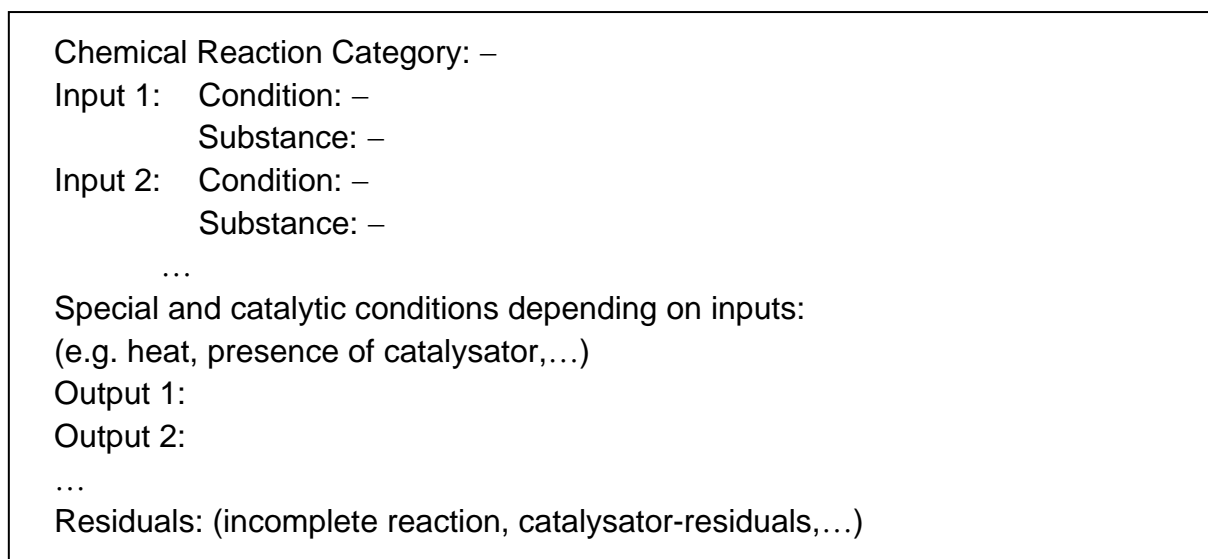 Chemical Reaction Category: –
Input 1: Condition: –
Substance: –
Input 2: Condition: –
Substance: –
…
Special and catalytic conditions depending on inputs:
(e.g. heat, presence of catalysator,…)
Output 1:
Output 2:
…
Residuals: (incomplete reaction, catalysator-residuals,…)